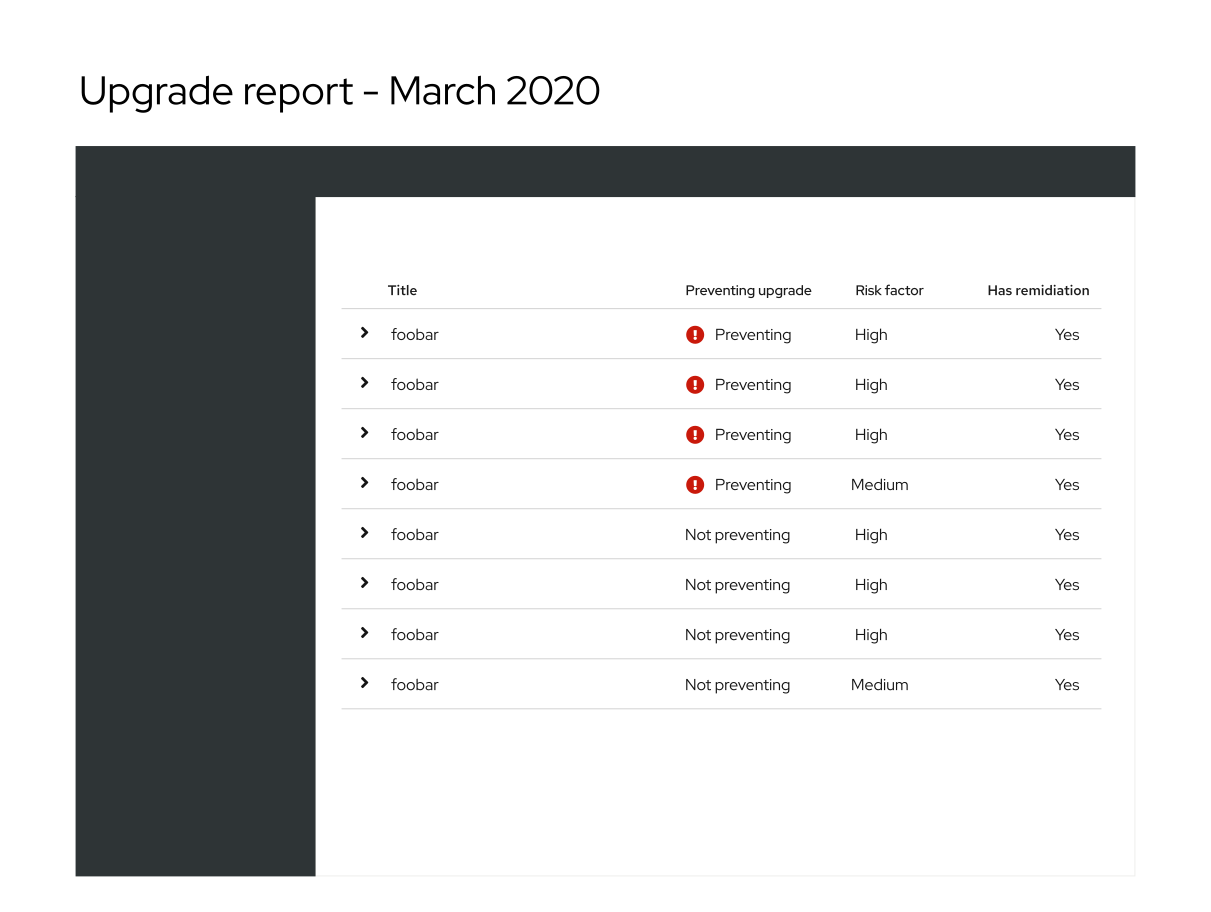 Upgrade report - March 2020
Title Preventing upgrade Risk factor Has remidiation
foobar Preventing High Yes
foobar Preventing High Yes
foobar Preventing High Yes
foobar Preventing Medium Yes
foobar Not preventing High Yes
foobar Not preventing High Yes
foobar Not preventing High Yes
foobar Not preventing Medium Yes